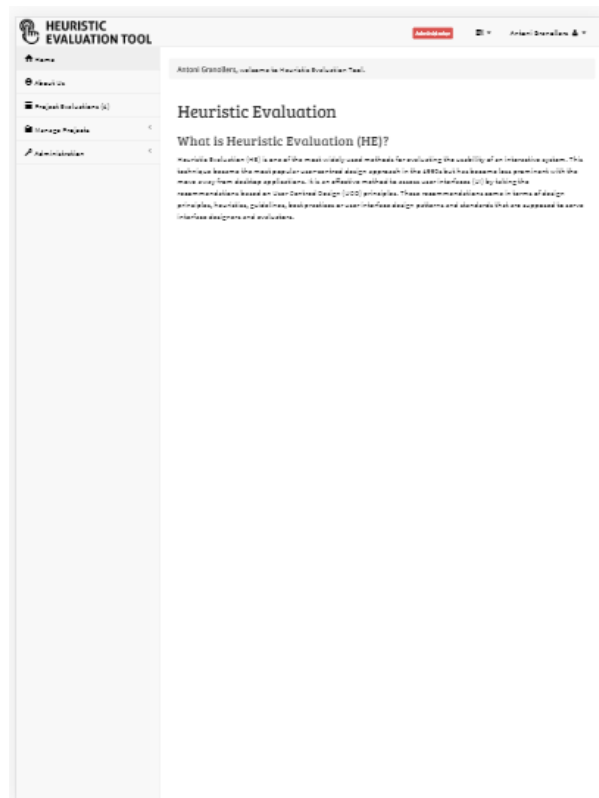 HEURISTIC
EVALUATION TOOL
Administrator
Antoni Granollers
Home
About Us
Project Evaluations (4)
Manage Projects
Administration
Antoni Granollers, welcome to Heuristic Evaluation Tool.
Heuristic Evaluation
What is Heuristic Evaluation (HE)?
Heuristic Evaluation (HE) is one of the most widely used methods for evaluating the usability of an interactive system. This
technique became the most popular user-centred design approach in the 1990s but has become less prominent with the
move away from desktop applications. It is an effective method to assess user interfaces (UI) by taking the
recommendations based on User Centred Design (UCD) principles. These recommendations come in terms of design
principles, heuristics, guidelines, best practices or user interface design patterns and standards that are supposed to serve
interface designers and evaluators.